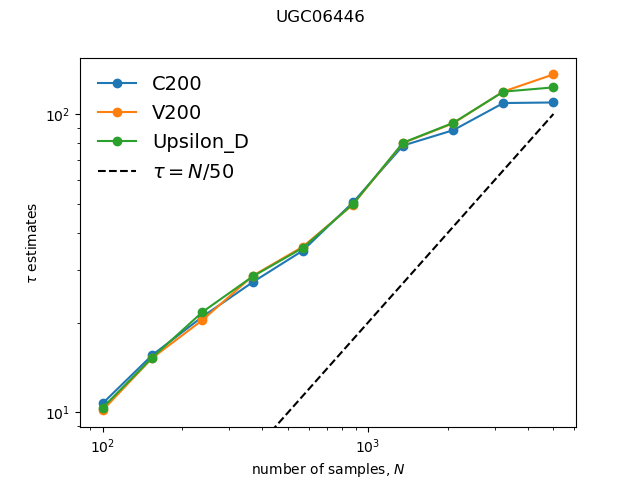 UGC06446
C200
V200
Upsilon_D
τ = N/50
10²
10¹
τ estimates
10²
10³
number of samples, N